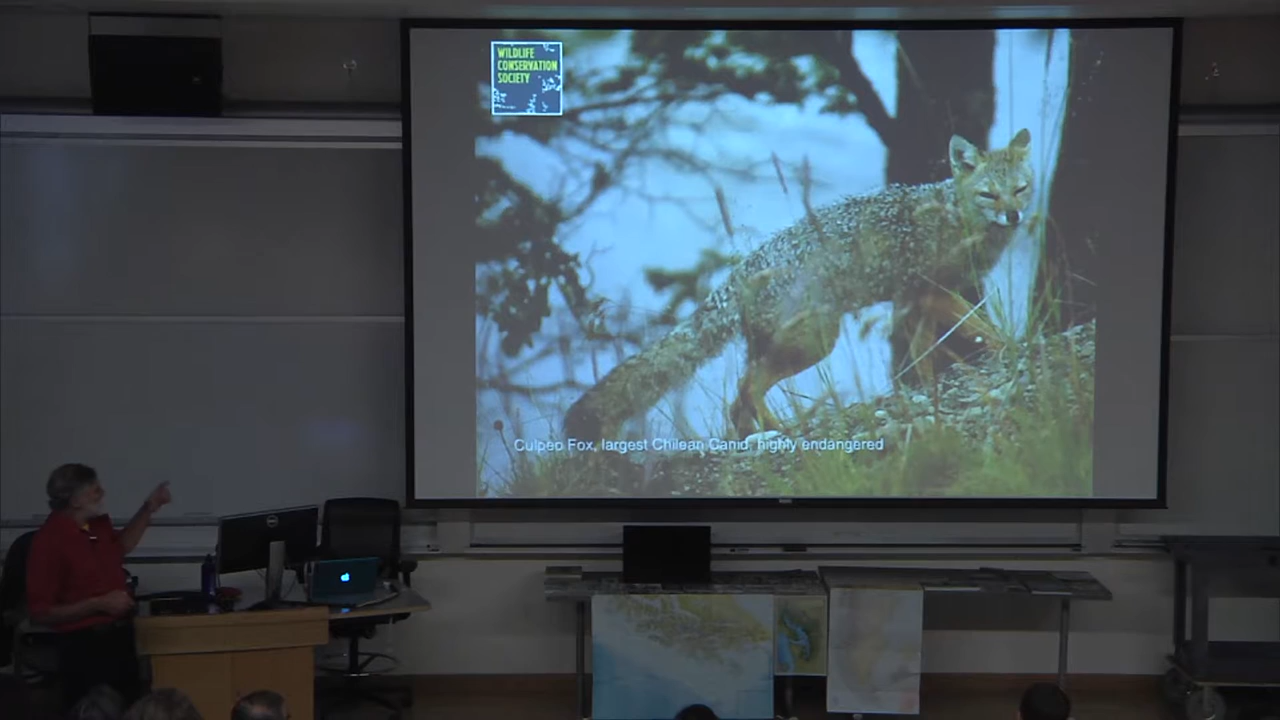 WILDLIFE
CONSERVATION
SOCIETY
Culpeo Fox, largest Chilean Canid, highly endangered